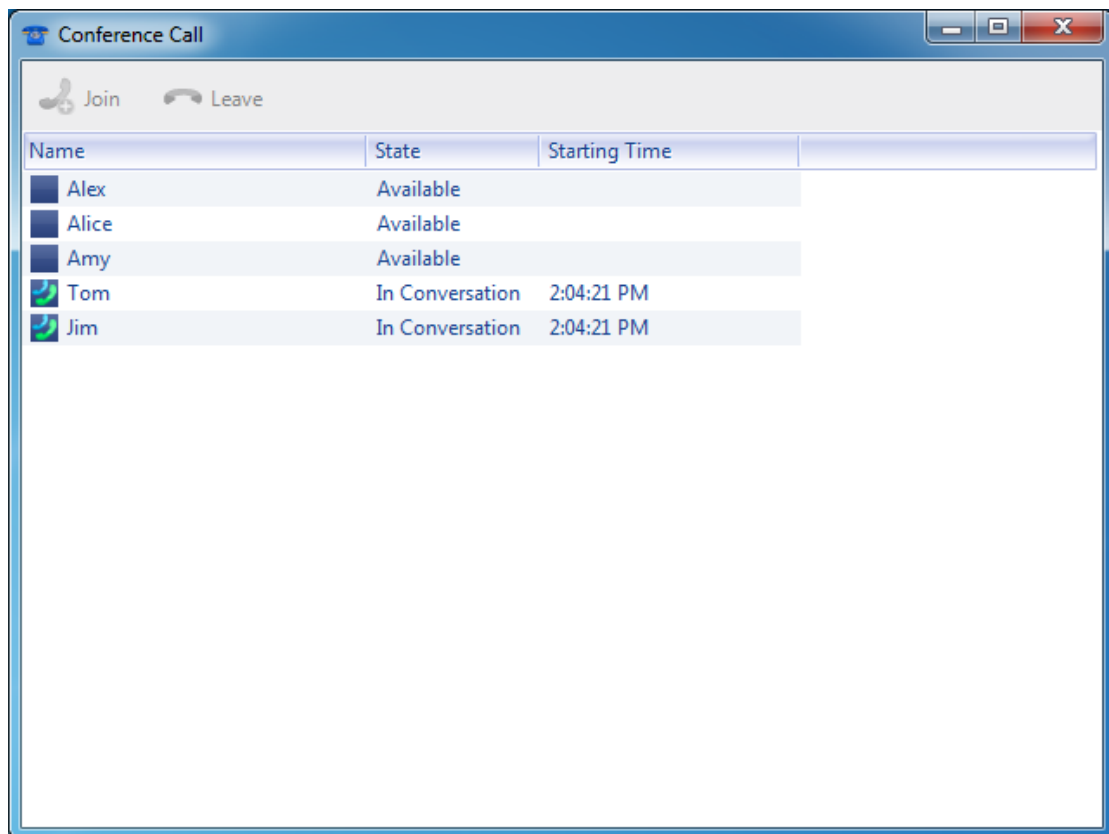 Conference Call
Join Leave
Name State Starting Time
Alex Available
Alice Available
Amy Available
Tom In Conversation 2:04:21 PM
Jim In Conversation 2:04:21 PM